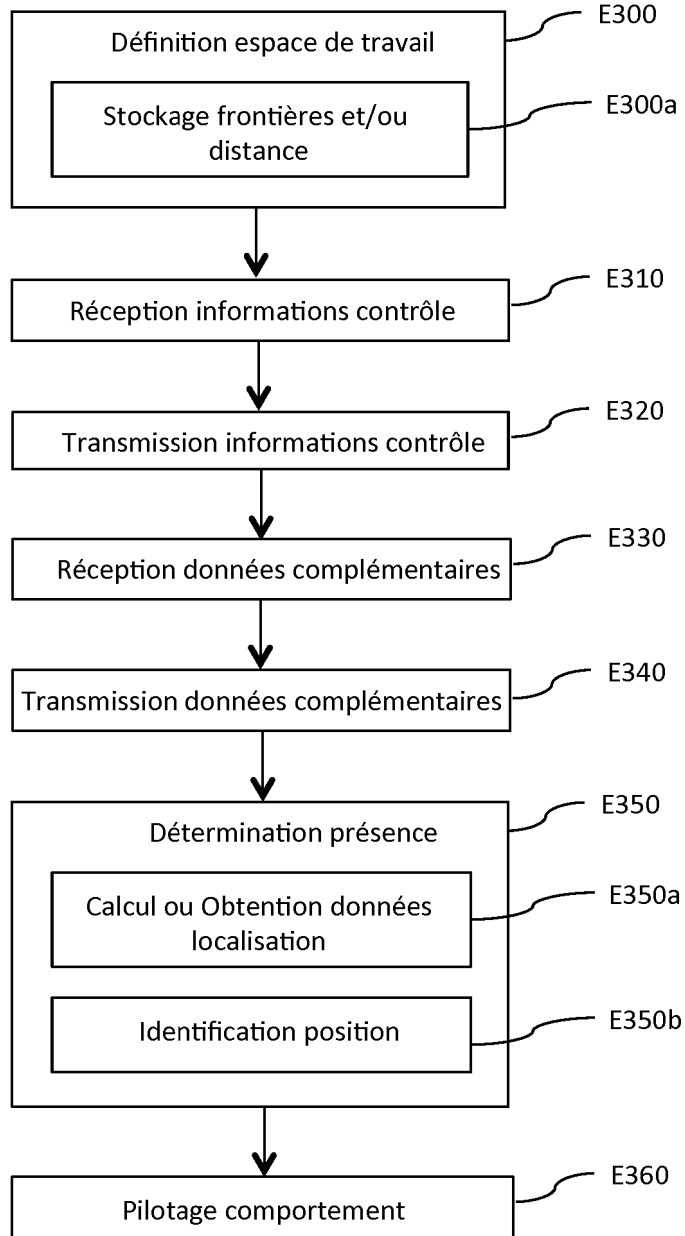 E300
Définition espace de travail
E300a
Stockage frontières et/ou
distance
E310
Réception informations contrôle
E320
Transmission informations contrôle
E330
Réception données complémentaires
E340
Transmission données complémentaires
E350
Détermination présence
E350a
Calcul ou Obtention données
localisation
E350b
Identification position
E360
Pilotage comportement